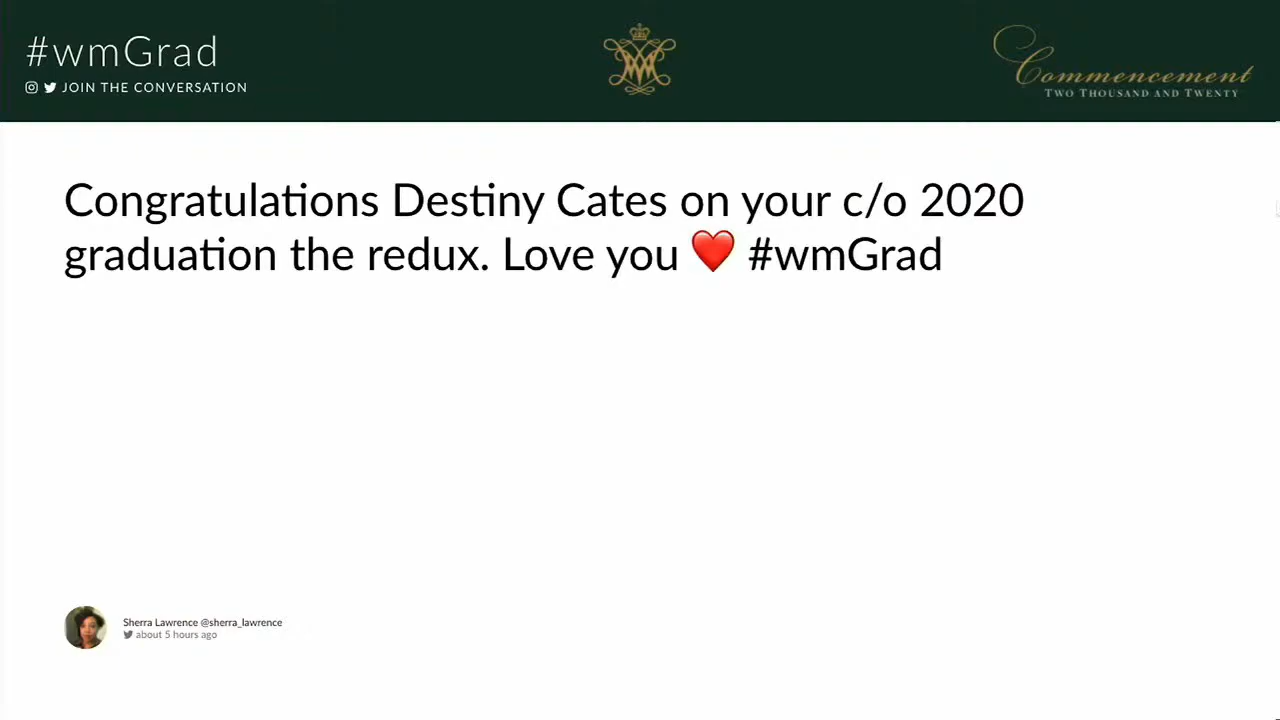 #wmGrad
JOIN THE CONVERSATION
Commencement
TWO THOUSAND AND TWENTY
Congratulations Destiny Cates on your c/o 2020
graduation the redux. Love you ❤️ #wmGrad
Sherra Lawrence @sherra_lawrence
about 5 hours ago